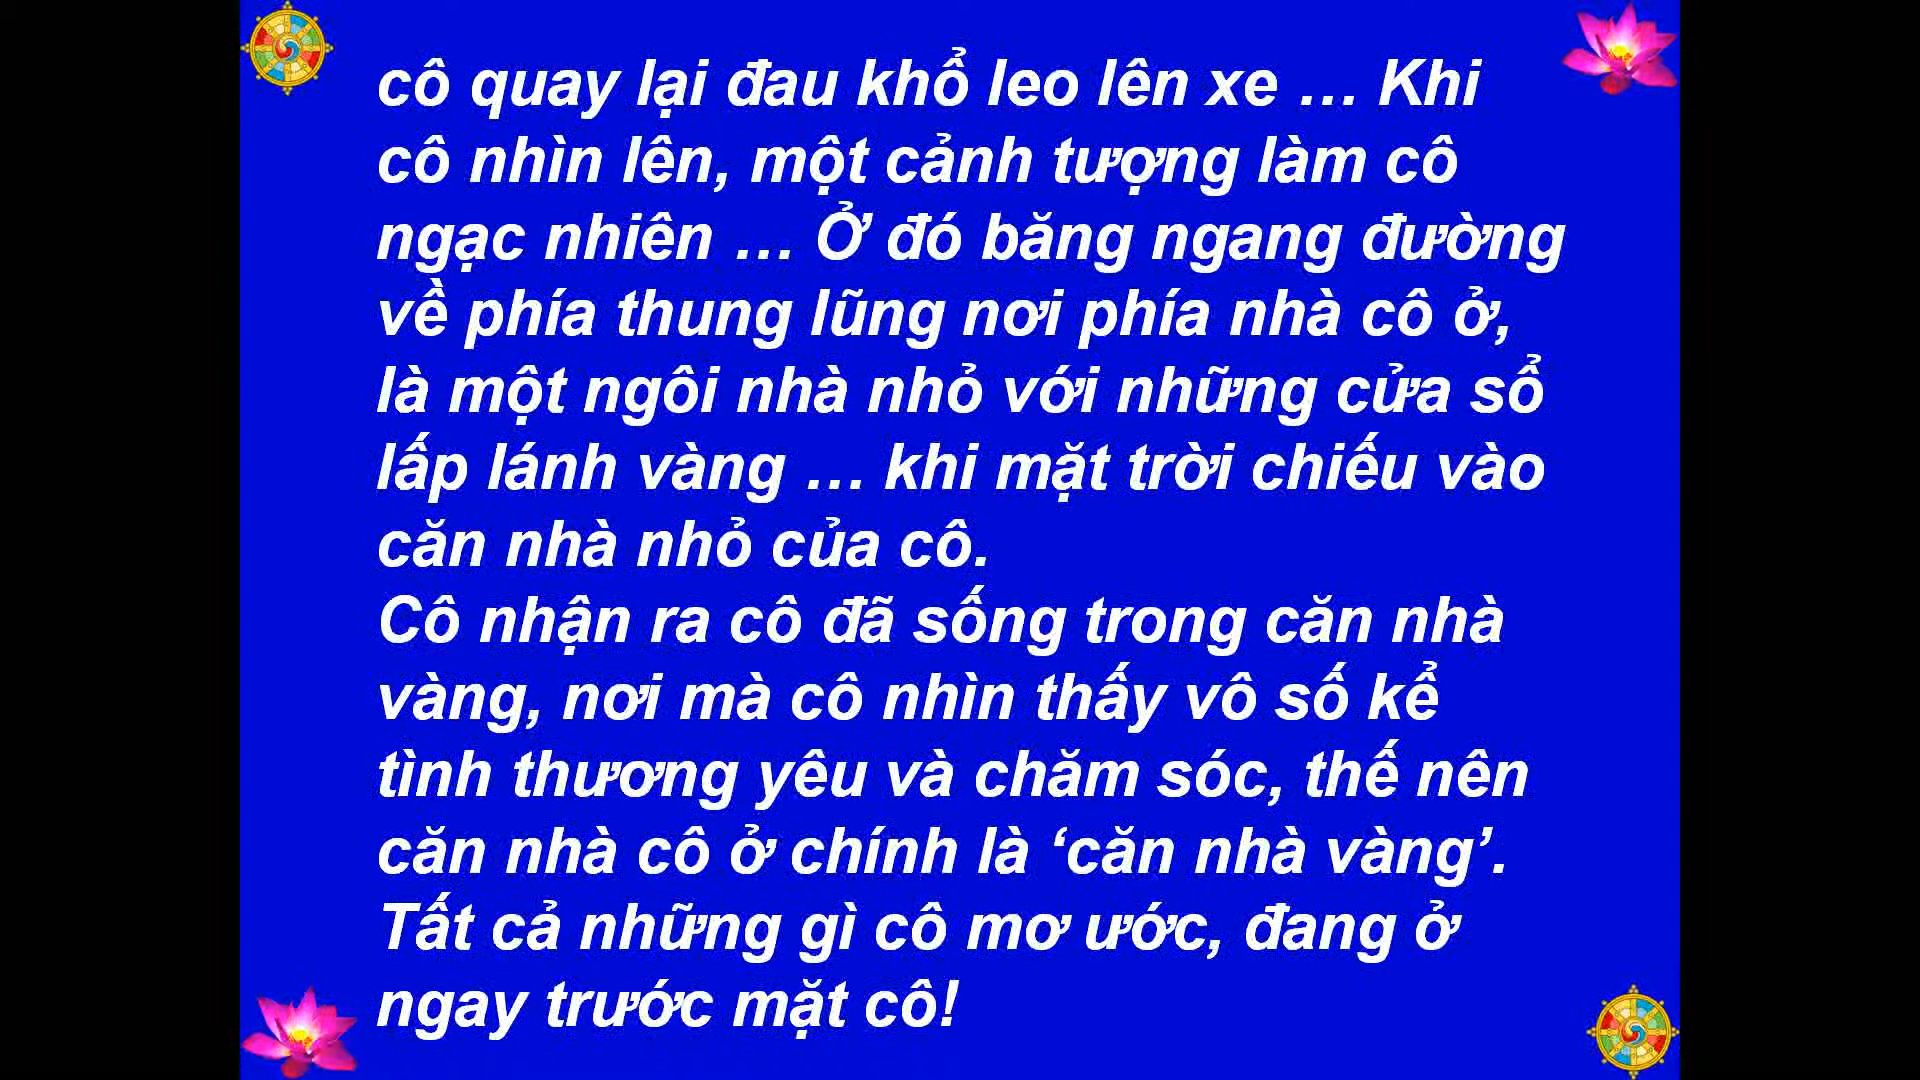 cô quay lại đau khổ leo lên xe … Khi
cô nhìn lên, một cảnh tượng làm cô
ngạc nhiên … Ở đó băng ngang đường
về phía thung lũng nơi phía nhà cô ở,
là một ngôi nhà nhỏ với những cửa sổ
lấp lánh vàng … khi mặt trời chiếu vào
căn nhà nhỏ của cô.
Cô nhận ra cô đã sống trong căn nhà
vàng, nơi mà cô nhìn thấy vô số kể
tình thương yêu và chăm sóc, thế nên
căn nhà cô ở chính là ‘căn nhà vàng’.
Tất cả những gì cô mơ ước, đang ở
ngay trước mặt cô!